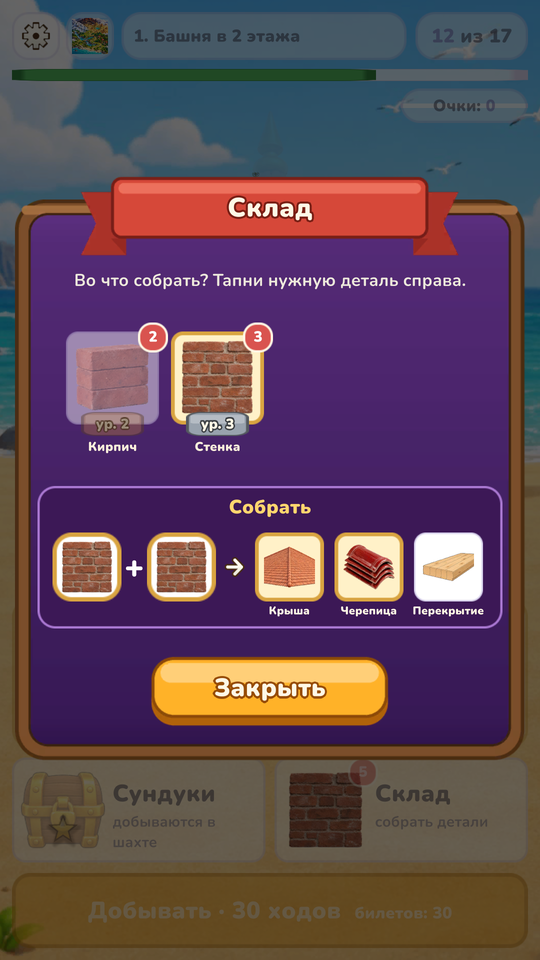 1. Башня в 2 этажа
12 из 17
Очки: 0
Склад
Во что собрать? Тапни нужную деталь справа.
2
3
ур. 2
ур. 3
Кирпич
Стенка
Собрать
+
→
Крыша
Черепица
Перекрытие
Закрыть
Сундуки
добываются в
шахте
5
Склад
собрать детали
Добывать · 30 ходов билетов: 30